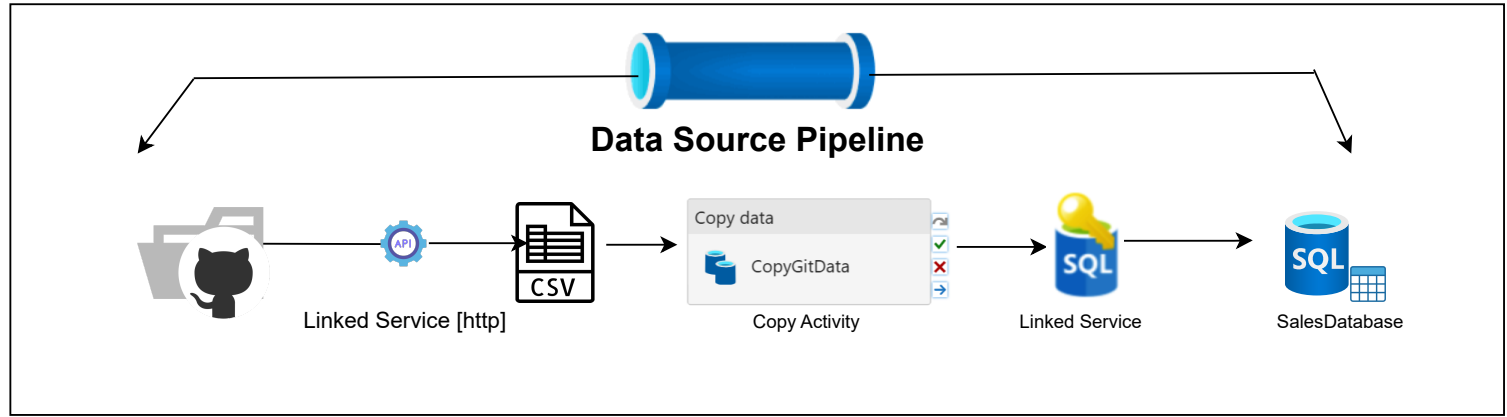 Data Source Pipeline
API
Linked Service [http]
CSV
Copy data
CopyGitData
Copy Activity
SQL
Linked Service
SQL
SalesDatabase